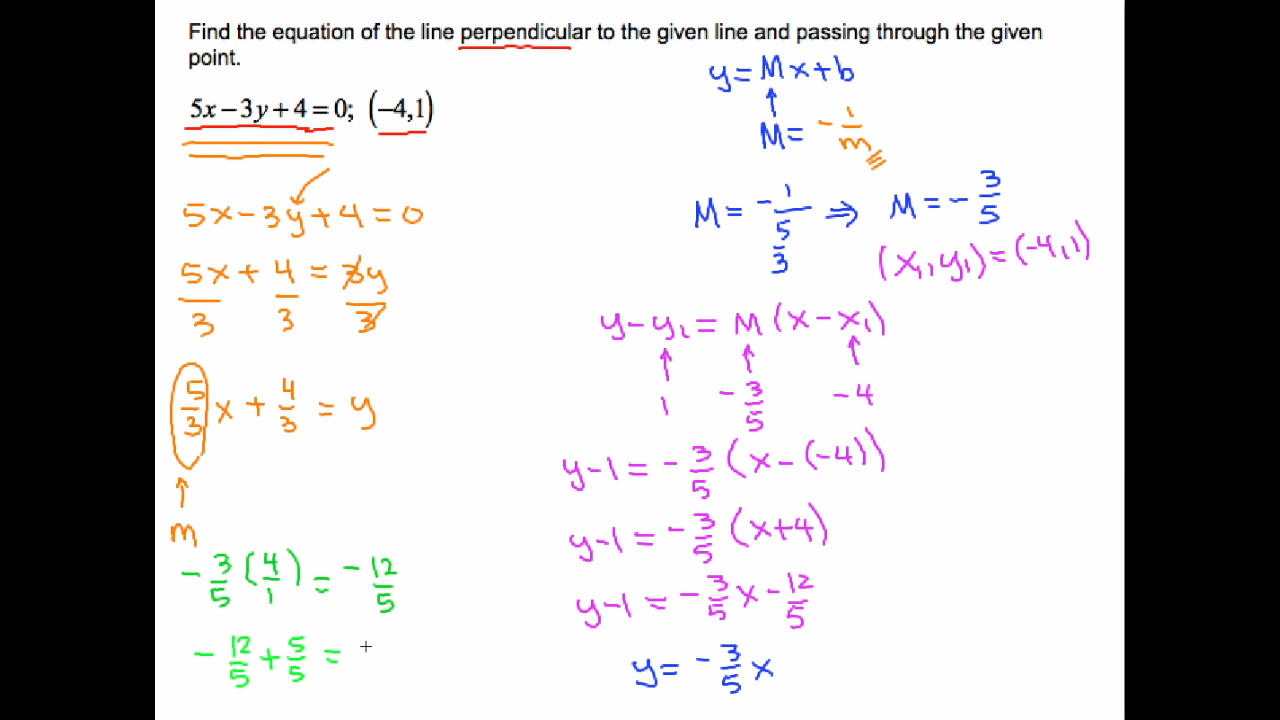 Find the equation of the line perpendicular to the given line and passing through the given
point.
5x − 3y + 4 = 0; (−4,1)
5x − 3y + 4 = 0
5x/3 + 4/3 = 3y/3
5/3 x + 4/3 = y
m
-3/5 (4/1) = -12/5
-12/5 + 5/5 =
y = Mx + b
M = -1/m
M = -1/(5/3) ⇒ M = -3/5
(x₁, y₁) = (-4, 1)
y - y₁ = M (x - x₁)
1 -3/5 -4
y - 1 = -3/5 (x - (-4))
y - 1 = -3/5 (x + 4)
y - 1 = -3/5 x - 12/5
y = -3/5 x